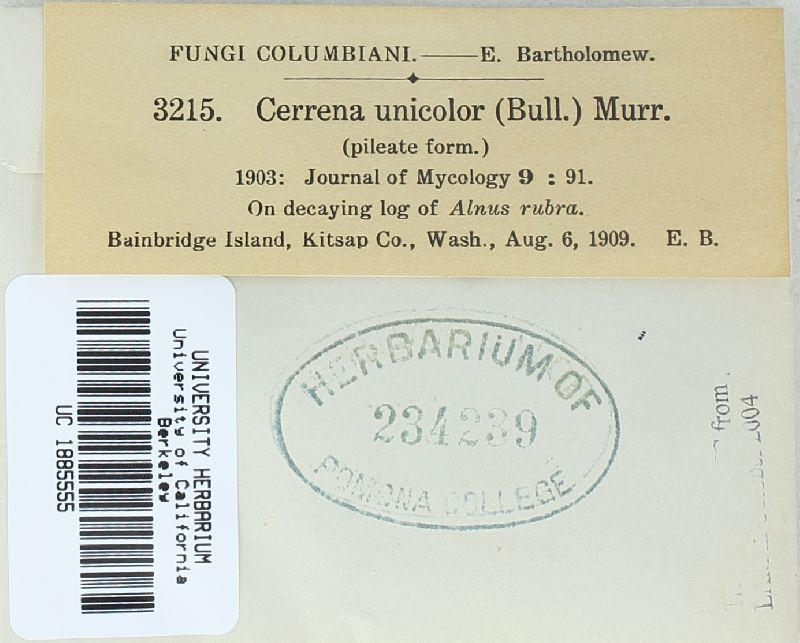 FUNGI COLUMBIANI.——E. Bartholomew.
3215. Cerrena unicolor (Bull.) Murr.
(pileate form.)
1903: Journal of Mycology 9 : 91.
On decaying log of Alnus rubra.
Bainbridge Island, Kitsap Co., Wash., Aug. 6, 1909. E. B.
UNIVERSITY HERBARIUM
University of California
Berkeley
UC 1885555
HERBARIUM OF
234239
POMONA COLLEGE
from
2004